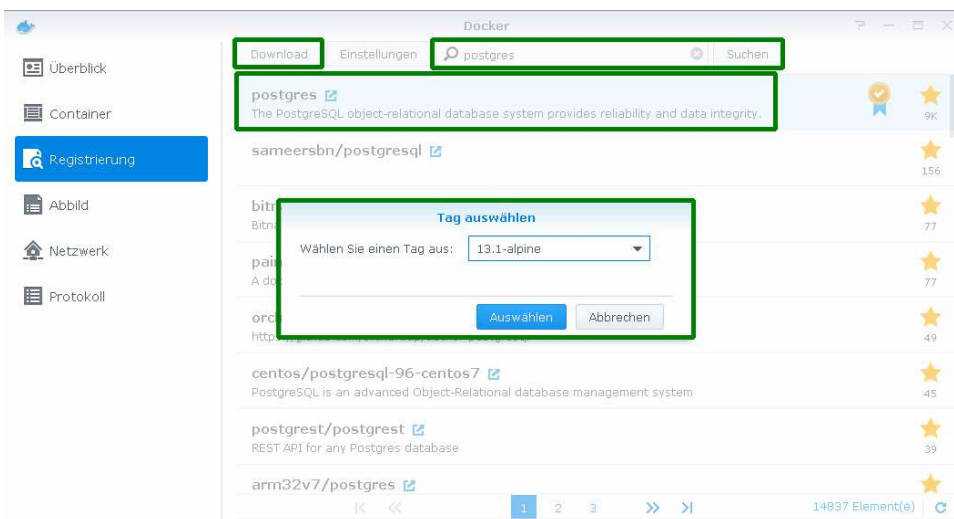 Docker
Überblick
Container
Registrierung
Abbild
Netzwerk
Protokoll
Download Einstellungen postgres Suchen
postgres
The PostgreSQL object-relational database system provides reliability and data integrity.
9K
sameersbn/postgresql
156
77
Tag auswählen
Wählen Sie einen Tag aus: 13.1-alpine
77
Auswählen Abbrechen
49
centos/postgresql-96-centos7
PostgreSQL is an advanced Object-Relational database management system
45
postgrest/postgrest
REST API for any Postgres database
39
arm32v7/postgres
1 2 3 14837 Element(e)